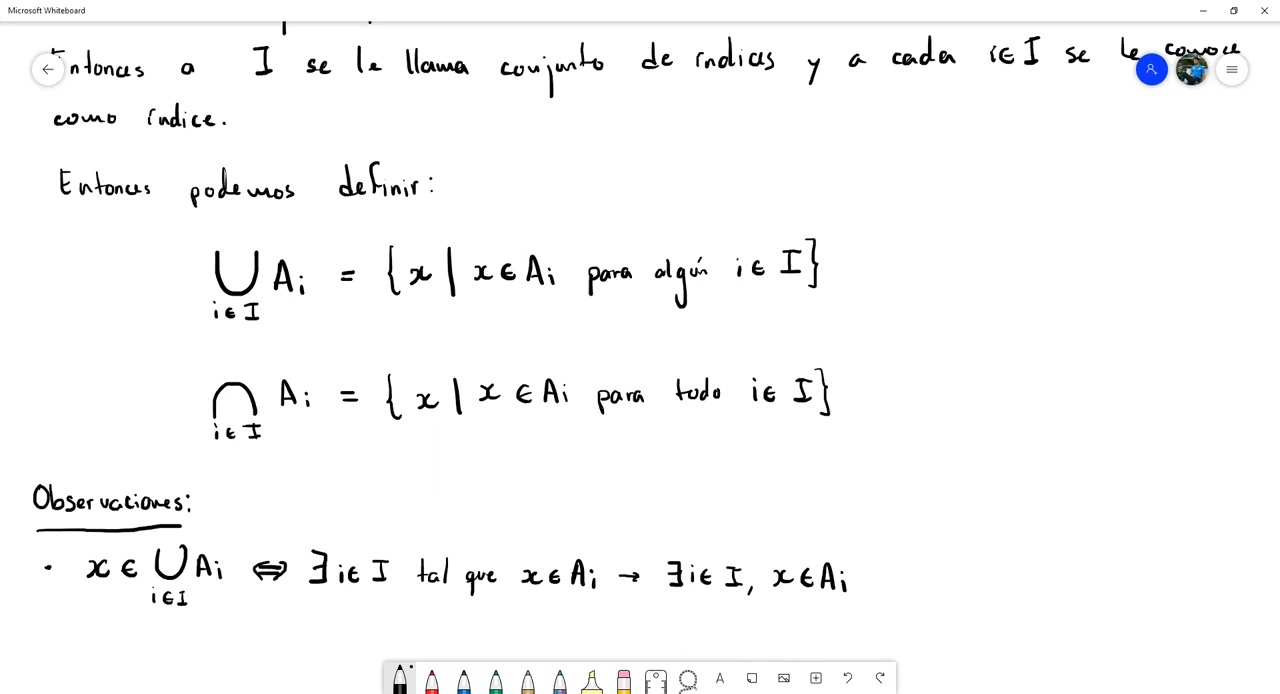 Microsoft Whiteboard
Entonces a I se le llama conjunto de índices y a cada i∈I se le conoce
como índice.
Entonces podemos definir:
⋃ Aᵢ = { x | x ∈ Aᵢ para algún i ∈ I }
i ∈ I
⋂ Aᵢ = { x | x ∈ Aᵢ para todo i ∈ I }
i ∈ I
Observaciones:
• x ∈ ⋃ Aᵢ ⇔ ∃ i∈I tal que x ∈ Aᵢ → ∃ i∈I, x ∈ Aᵢ
i ∈ I